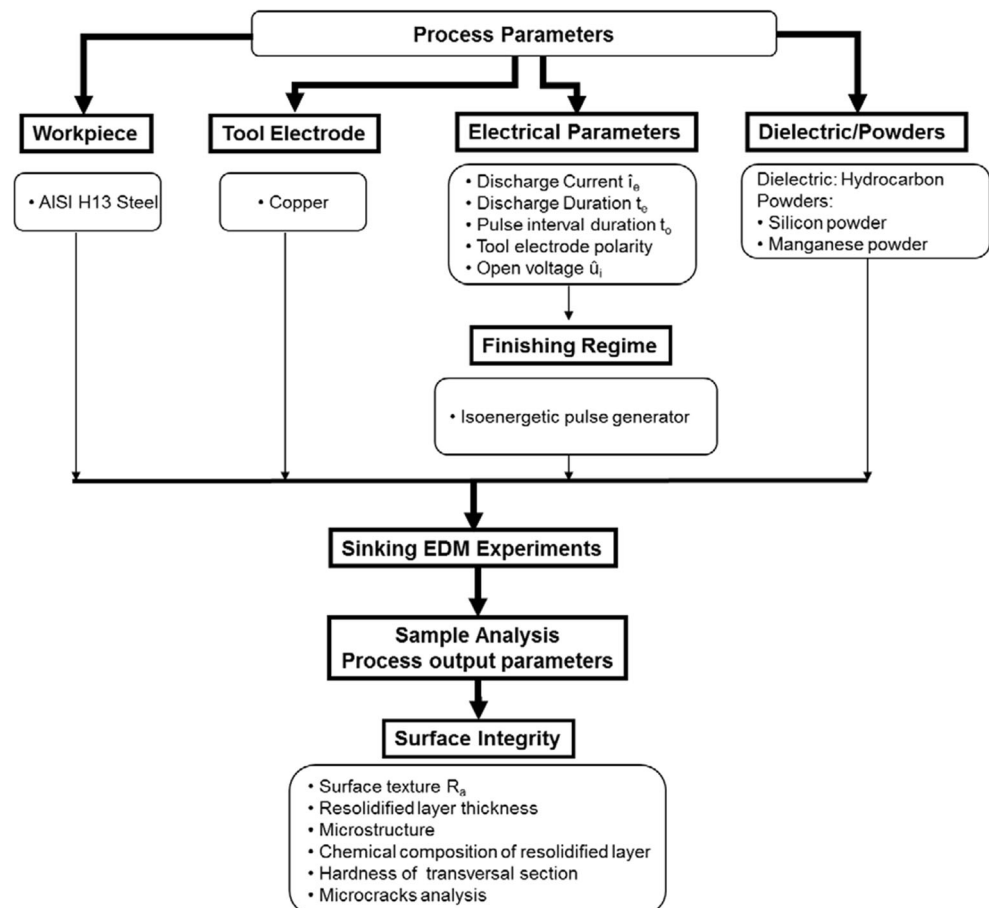 Process Parameters
Workpiece
Tool Electrode
Electrical Parameters
Dielectric/Powders
• AISI H13 Steel
• Copper
• Discharge Current îₑ
• Discharge Duration tₑ
• Pulse interval duration tₒ
• Tool electrode polarity
• Open voltage ûᵢ
Dielectric: Hydrocarbon
Powders:
• Silicon powder
• Manganese powder
Finishing Regime
• Isoenergetic pulse generator
Sinking EDM Experiments
Sample Analysis
Process output parameters
Surface Integrity
• Surface texture Rₐ
• Resolidified layer thickness
• Microstructure
• Chemical composition of resolidified layer
• Hardness of transversal section
• Microcracks analysis